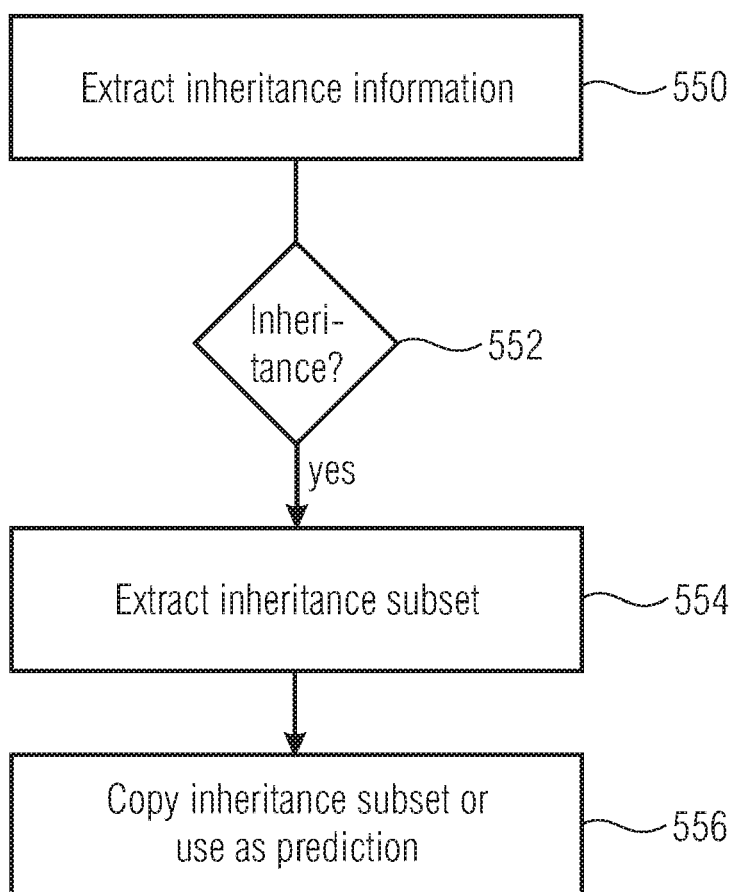 Extract inheritance information
550
Inheri-
tance?
552
yes
Extract inheritance subset
554
Copy inheritance subset or
use as prediction
556